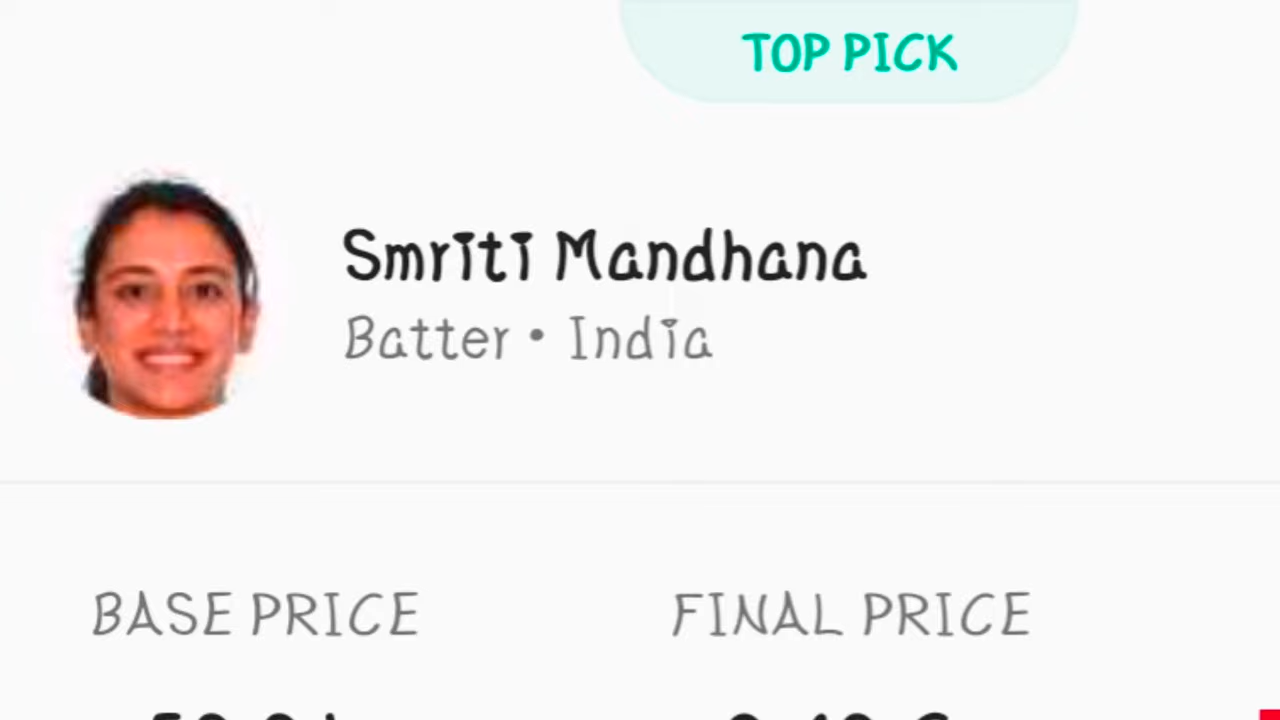 TOP PICK
Smriti Mandhana
Batter • India
BASE PRICE
FINAL PRICE